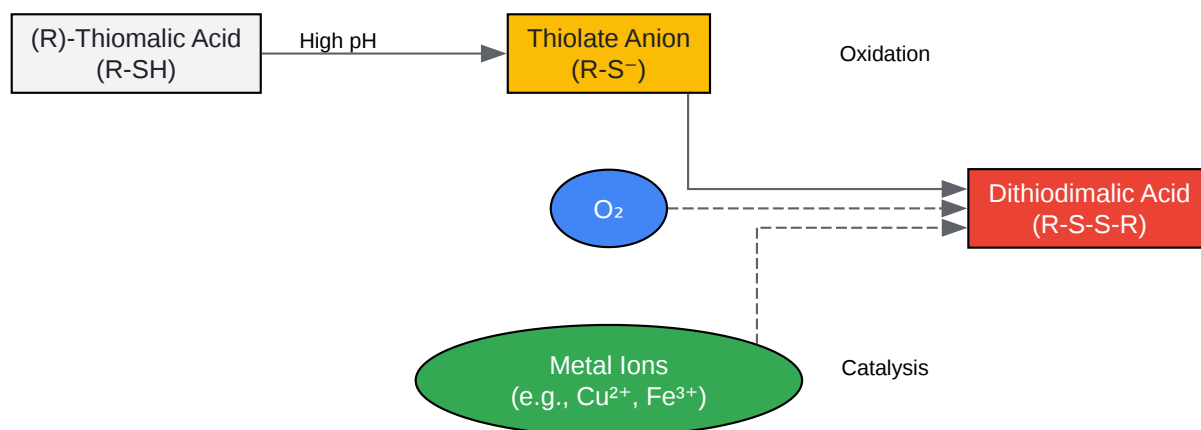 (R)-Thiomalic Acid
(R-SH)
High pH
Thiolate Anion
(R-S⁻)
Oxidation
O₂
Dithiodimalic Acid
(R-S-S-R)
Metal Ions
(e.g., Cu²⁺, Fe³⁺)
Catalysis